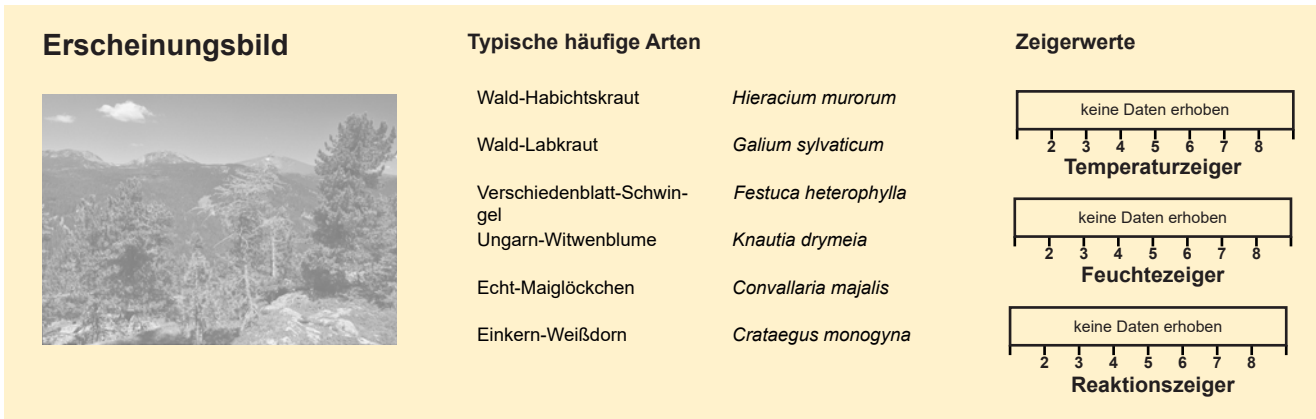 Erscheinungsbild
Typische häufige Arten
Wald-Habichtskraut Hieracium murorum
Wald-Labkraut Galium sylvaticum
Verschiedenblatt-Schwin- Festuca heterophylla
gel
Ungarn-Witwenblume Knautia drymeia
Echt-Maiglöckchen Convallaria majalis
Einkern-Weißdorn Crataegus monogyna
Zeigerwerte
keine Daten erhoben
2 3 4 5 6 7 8
Temperaturzeiger
keine Daten erhoben
2 3 4 5 6 7 8
Feuchtezeiger
keine Daten erhoben
2 3 4 5 6 7 8
Reaktionszeiger